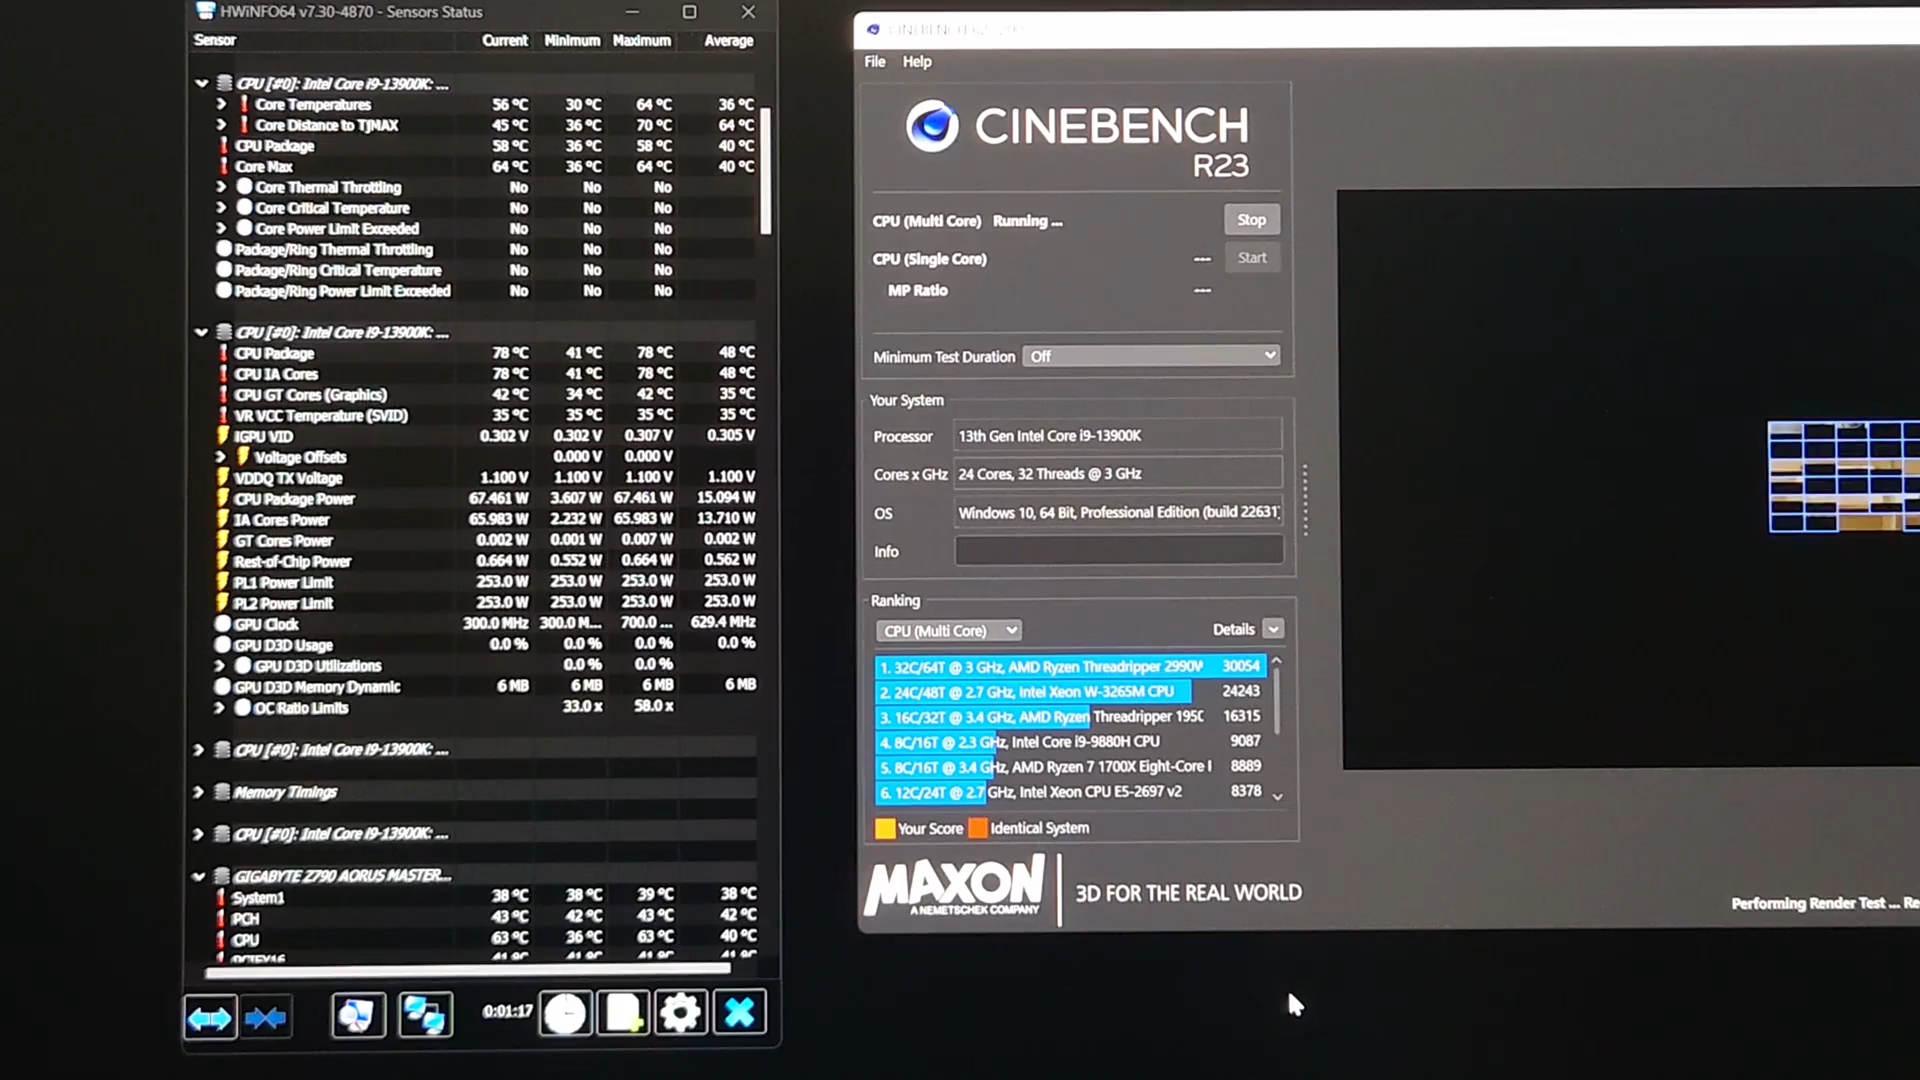 HWiNFO64 v7.30-4870 - Sensors Status
Sensor Current Minimum Maximum Average
CPU [#0]: Intel Core i9-13900K: ...
Core Temperatures 56 °C 30 °C 64 °C 36 °C
Core Distance to TjMAX 45 °C 36 °C 70 °C 64 °C
CPU Package 58 °C 36 °C 58 °C 40 °C
Core Max 64 °C 36 °C 64 °C 40 °C
Core Thermal Throttling No No No
Core Critical Temperature No No No
Core Power Limit Exceeded No No No
Package/Ring Thermal Throttling No No No
Package/Ring Critical Temperature No No No
Package/Ring Power Limit Exceeded No No No
CPU [#0]: Intel Core i9-13900K: ...
CPU Package 78 °C 41 °C 78 °C 48 °C
CPU IA Cores 78 °C 41 °C 78 °C 48 °C
CPU GT Cores (Graphics) 42 °C 34 °C 42 °C 35 °C
VR VCC Temperature (SVID) 35 °C 35 °C 35 °C 35 °C
IGPU VID 0.302 V 0.302 V 0.307 V 0.305 V
Voltage Offsets 0.000 V 0.000 V
VDDQ TX Voltage 1.100 V 1.100 V 1.100 V 1.100 V
CPU Package Power 67.461 W 3.607 W 67.461 W 15.094 W
IA Cores Power 65.983 W 2.232 W 65.983 W 13.710 W
GT Cores Power 0.002 W 0.001 W 0.007 W 0.002 W
Rest-of-Chip Power 0.664 W 0.552 W 0.664 W 0.562 W
PL1 Power Limit 253.0 W 253.0 W 253.0 W 253.0 W
PL2 Power Limit 253.0 W 253.0 W 253.0 W 253.0 W
GPU Clock 300.0 MHz 300.0 M... 700.0 ... 629.4 MHz
GPU D3D Usage 0.0 % 0.0 % 0.0 % 0.0 %
GPU D3D Utilizations 0.0 % 0.0 %
GPU D3D Memory Dynamic 6 MB 6 MB 6 MB 6 MB
OC Ratio Limits 33.0 x 58.0 x
CPU [#0]: Intel Core i9-13900K: ...
Memory Timings
CPU [#0]: Intel Core i9-13900K: ...
GIGABYTE Z790 AORUS MASTER...
System1 38 °C 38 °C 39 °C 38 °C
PCH 43 °C 42 °C 43 °C 42 °C
CPU 63 °C 36 °C 63 °C 40 °C
PCIEX16 41 °C 41 °C 41 °C 41 °C
0:01:17
File Help
CINEBENCH
R23
CPU (Multi Core) Running ... Stop
CPU (Single Core) --- Start
MP Ratio ---
Minimum Test Duration Off
Your System
Processor 13th Gen Intel Core i9-13900K
Cores x GHz 24 Cores, 32 Threads @ 3 GHz
OS Windows 10, 64 Bit, Professional Edition (build 22631)
Info
Ranking
CPU (Multi Core) Details
1. 32C/64T @ 3 GHz, AMD Ryzen Threadripper 2990W 30054
2. 24C/48T @ 2.7 GHz, Intel Xeon W-3265M CPU 24243
3. 16C/32T @ 3.4 GHz, AMD Ryzen Threadripper 195 16315
4. 8C/16T @ 2.3 GHz, Intel Core i9-9880H CPU 9087
5. 8C/16T @ 3.4 GHz, AMD Ryzen 7 1700X Eight-Core 8889
6. 12C/24T @ 2.7 GHz, Intel Xeon CPU E5-2697 v2 8378
Your Score Identical System
MAXON
A NEMETSCHEK COMPANY
3D FOR THE REAL WORLD
Performing Render Test ... Re